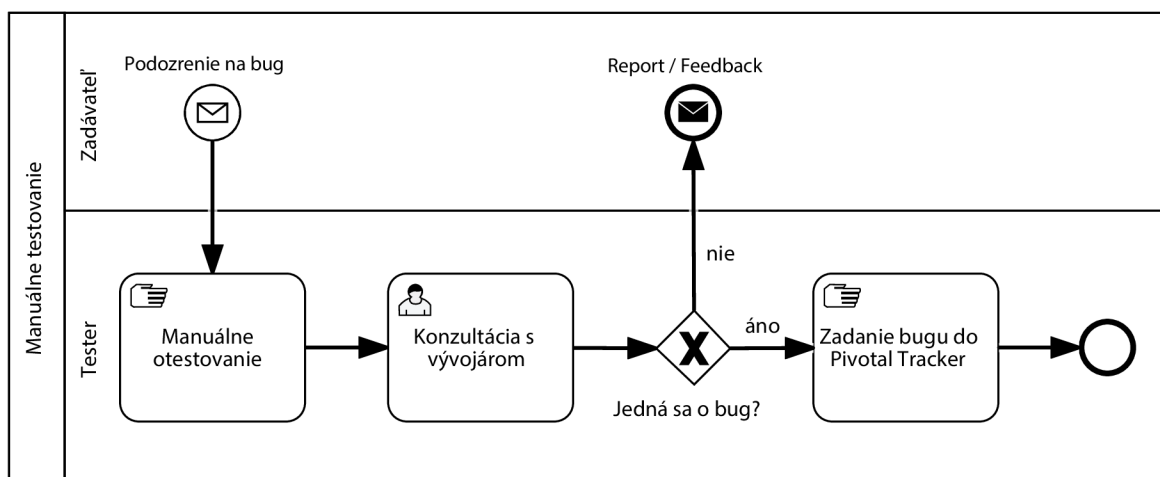 Manuálne testovanie
Zadávateľ
Podozrenie na bug
Report / Feedback
Tester
Manuálne
otestovanie
Konzultácia s
vývojárom
nie
áno
Jedná sa o bug?
Zadanie bugu do
Pivotal Tracker